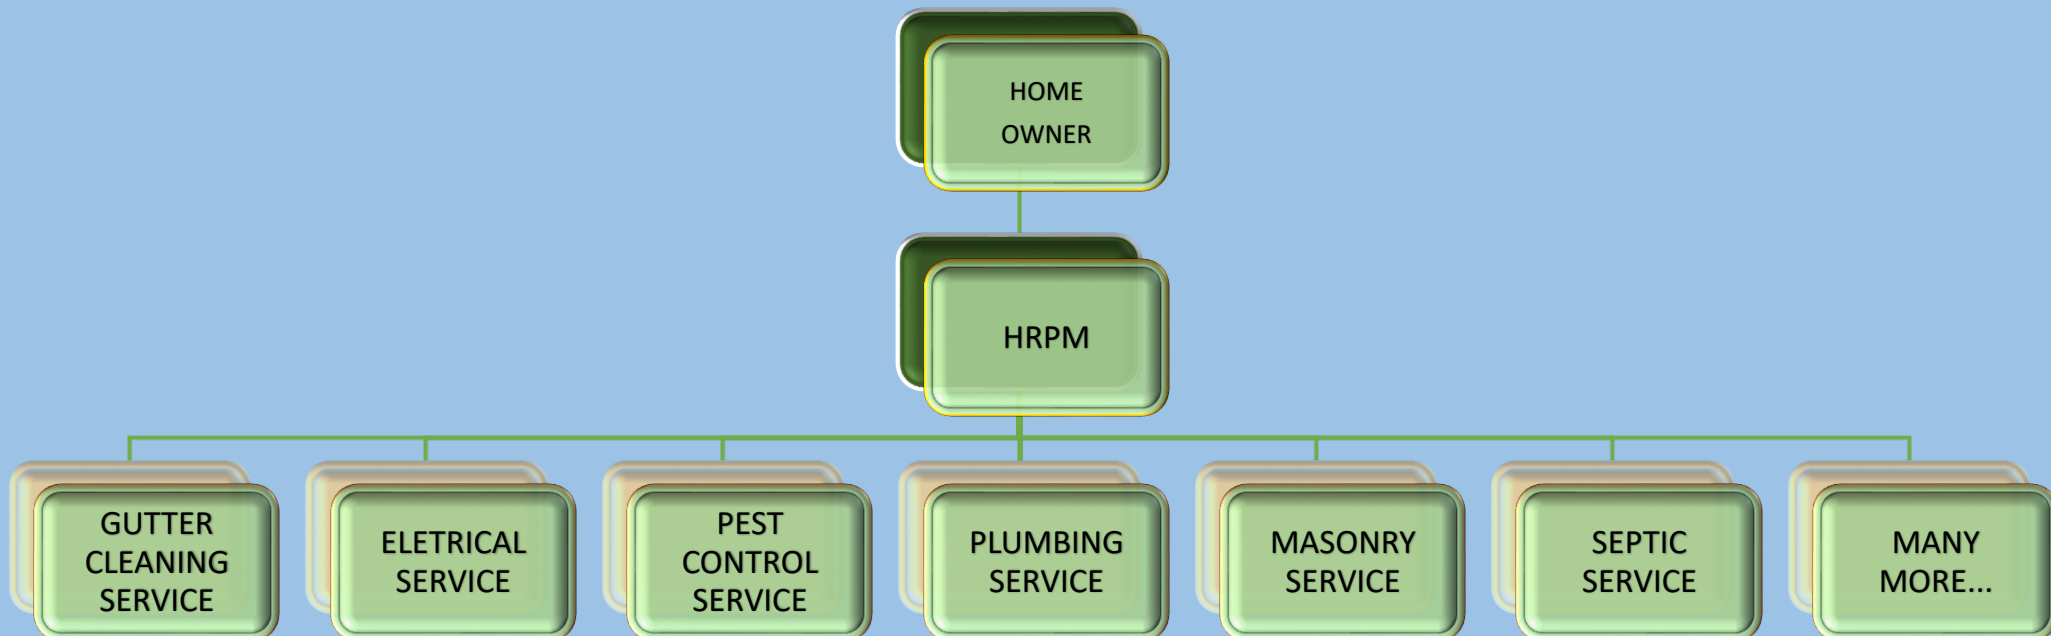 HOME
OWNER
HRPM
GUTTER
CLEANING
SERVICE
ELETRICAL
SERVICE
PEST
CONTROL
SERVICE
PLUMBING
SERVICE
MASONRY
SERVICE
SEPTIC
SERVICE
MANY
MORE...